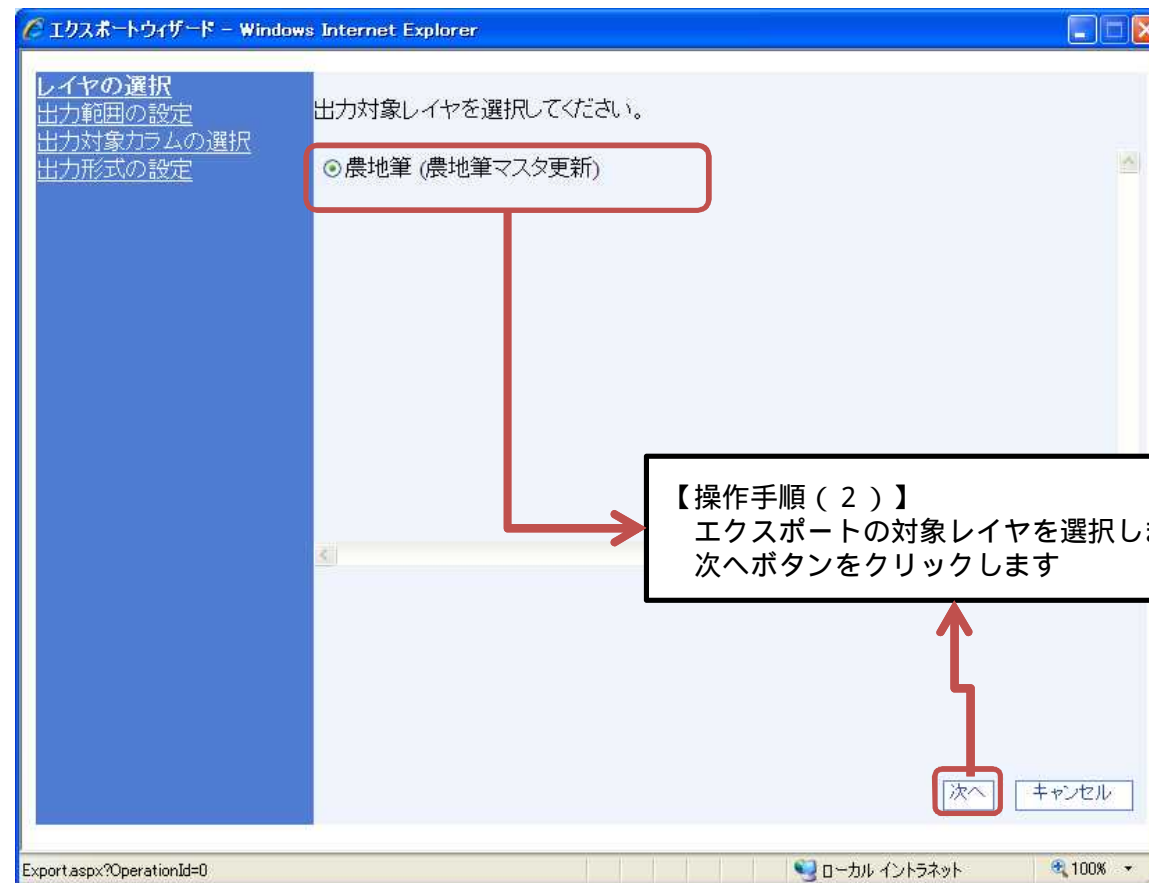 エクスポートウィザード - Windows Internet Explorer
レイヤの選択
出力範囲の設定
出力対象カラムの選択
出力形式の設定
出力対象レイヤを選択してください。
農地筆 (農地筆マスタ更新)
【操作手順(2)】
エクスポートの対象レイヤを選択しま
次へボタンをクリックします
次へ
キャンセル
Export.aspx?OperationId=0
ローカル イントラネット
100%